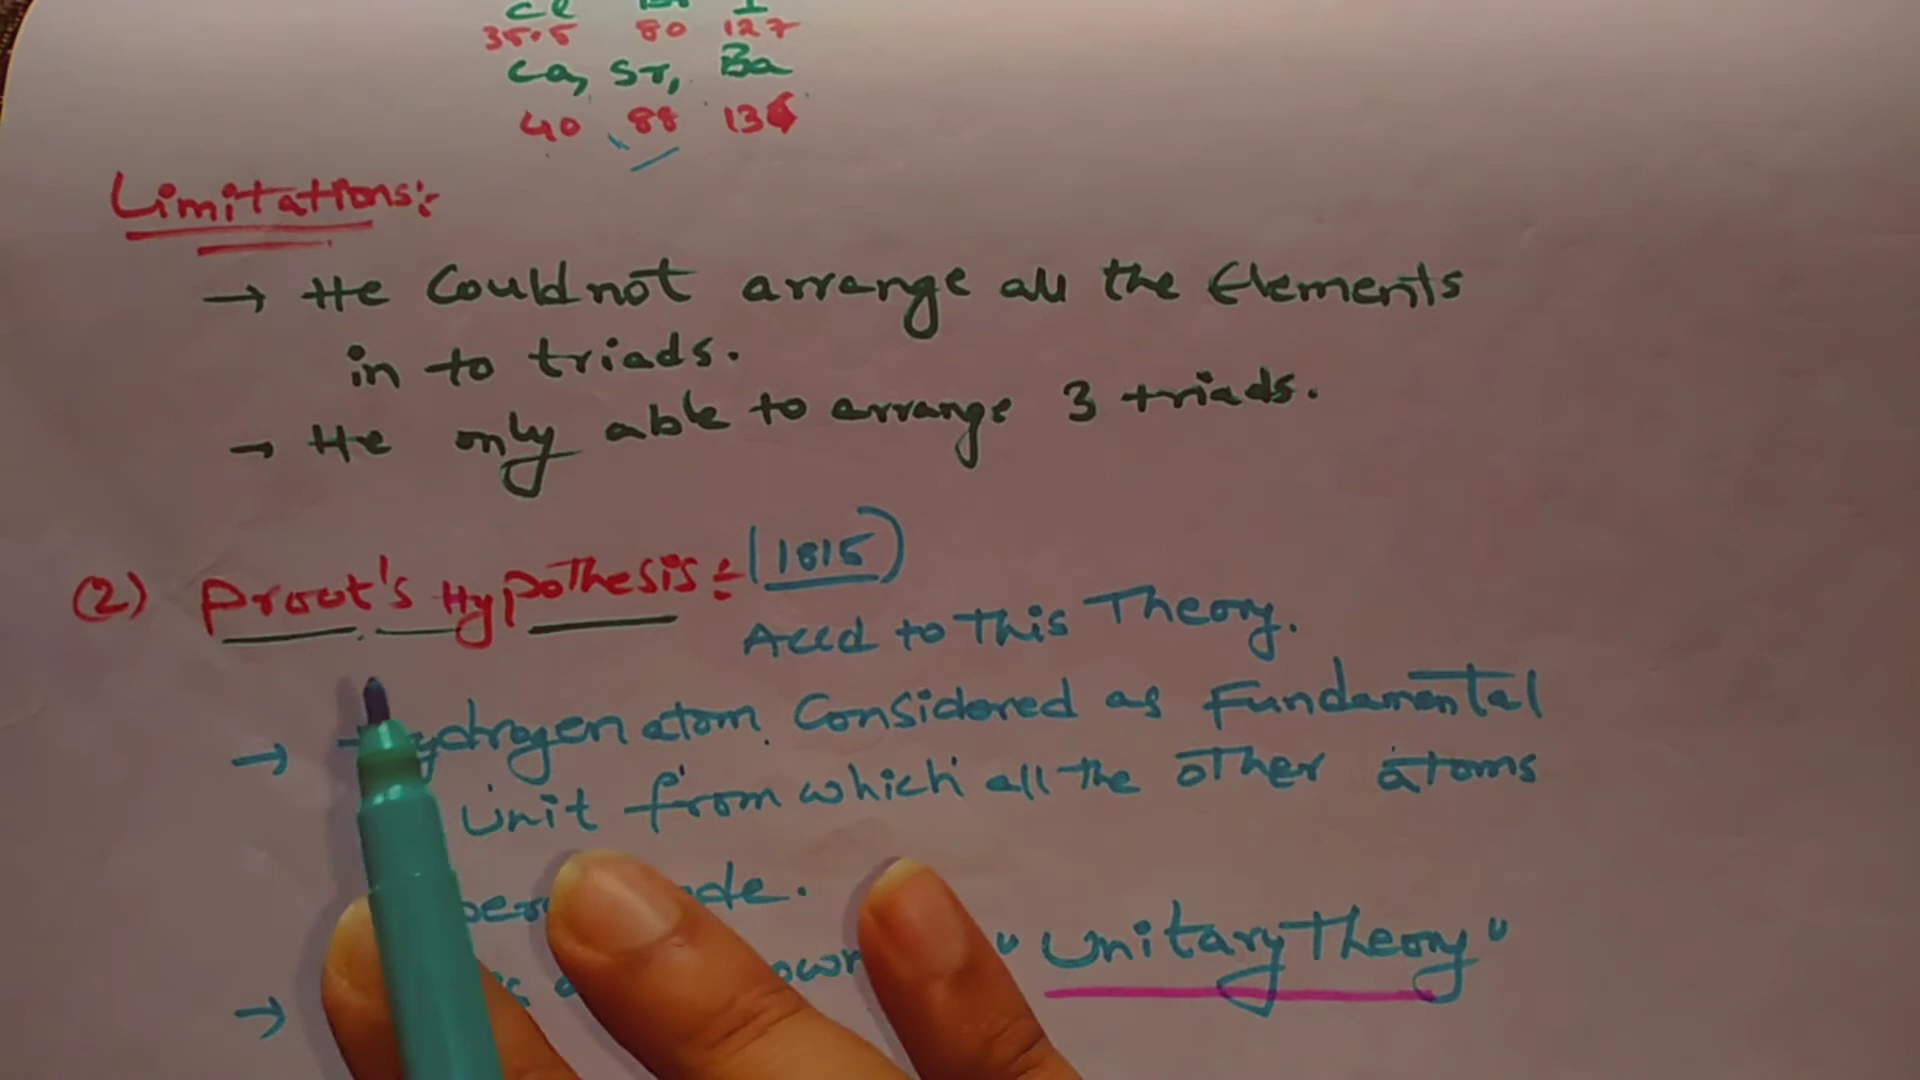 Cl
35.5 80 127
Ca, Sr, Ba
40 88 136
Limitations:-
→ He Could not arrange all the Elements
in to triads.
→ He only able to arrange 3 triads.
(2) Prout's Hypothesis :- (1815)
Accd to This Theory.
→ Hydrogen atom Considered as Fundamental
Unit from which all the other atoms
→ "Unitary Theory"